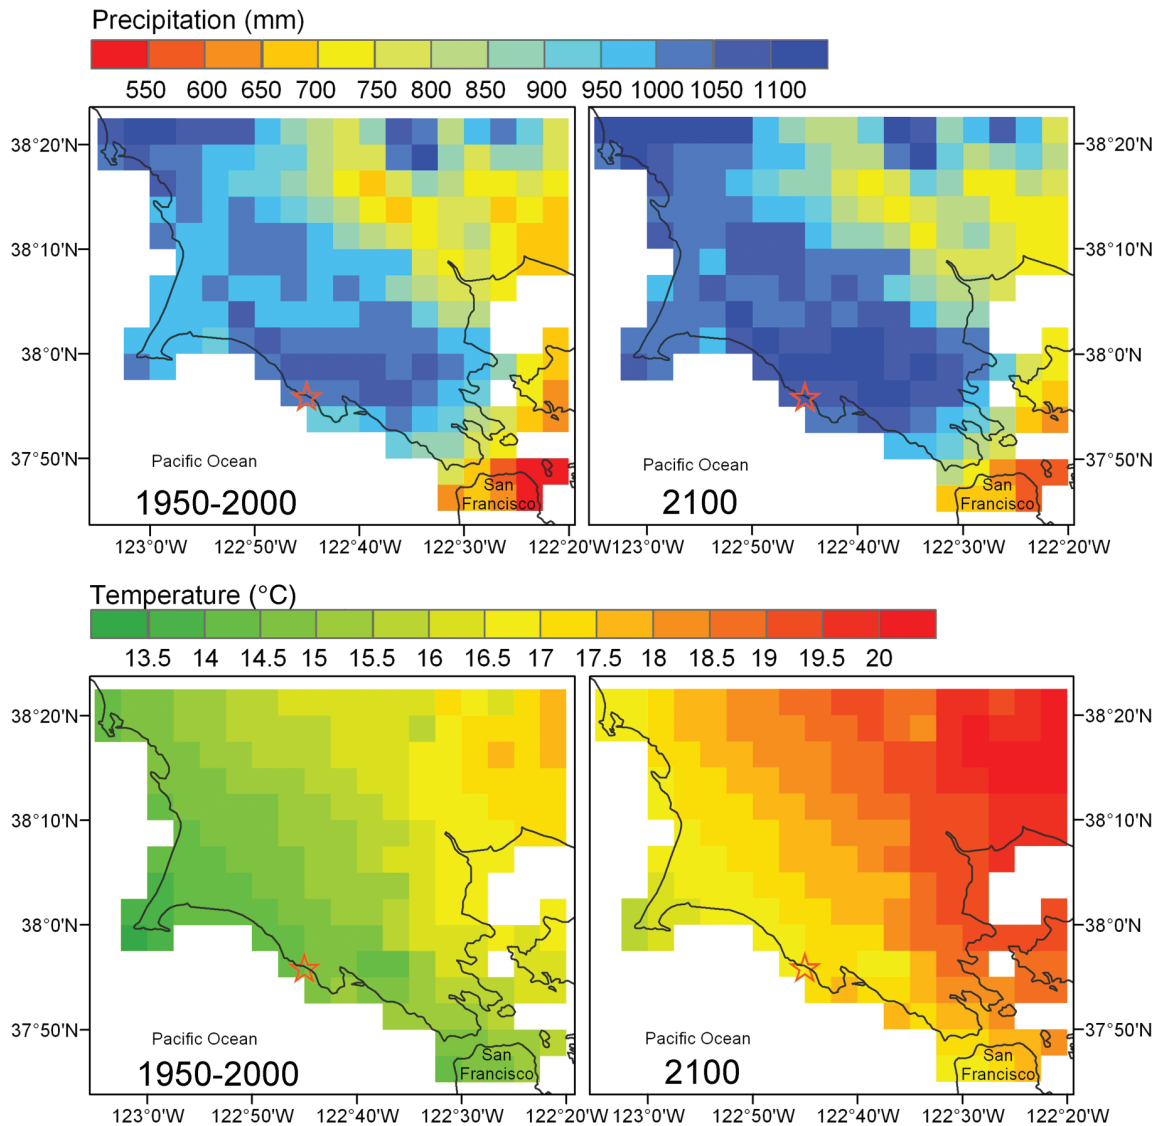 Precipitation (mm)
550 600 650 700 750 800 850 900 950 1000 1050 1100
38°20'N
38°10'N
38°0'N
37°50'N
Pacific Ocean
1950-2000
San
Francisco
Pacific Ocean
2100
San
Francisco
38°20'N
38°10'N
38°0'N
37°50'N
123°0'W 122°50'W 122°40'W 122°30'W 122°20'W
123°0'W 122°50'W 122°40'W 122°30'W 122°20'W
Temperature (°C)
13.5 14 14.5 15 15.5 16 16.5 17 17.5 18 18.5 19 19.5 20
38°20'N
38°10'N
38°0'N
37°50'N
Pacific Ocean
1950-2000
San
Francisco
Pacific Ocean
2100
San
Francisco
38°20'N
38°10'N
38°0'N
37°50'N
123°0'W 122°50'W 122°40'W 122°30'W 122°20'W
123°0'W 122°50'W 122°40'W 122°30'W 122°20'W